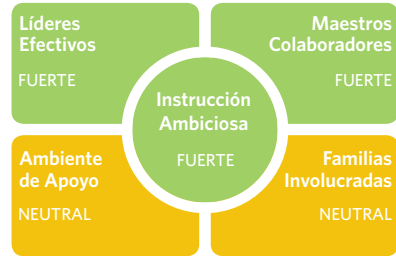 Líderes
Efectivos
FUERTE
Maestros
Colaboradores
FUERTE
Instrucción
Ambiciosa
FUERTE
Ambiente
de Apoyo
NEUTRAL
Familias
Involucradas
NEUTRAL